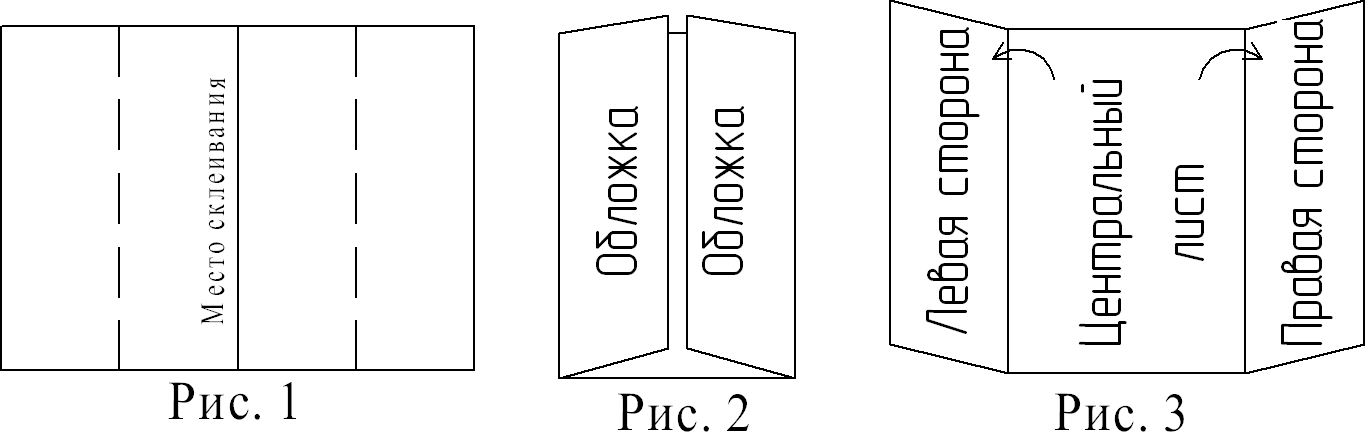 Место склеивания
Рис. 1
Обложка
Обложка
Рис. 2
Левая сторона
Центральный
лист
Правая сторона
Рис. 3